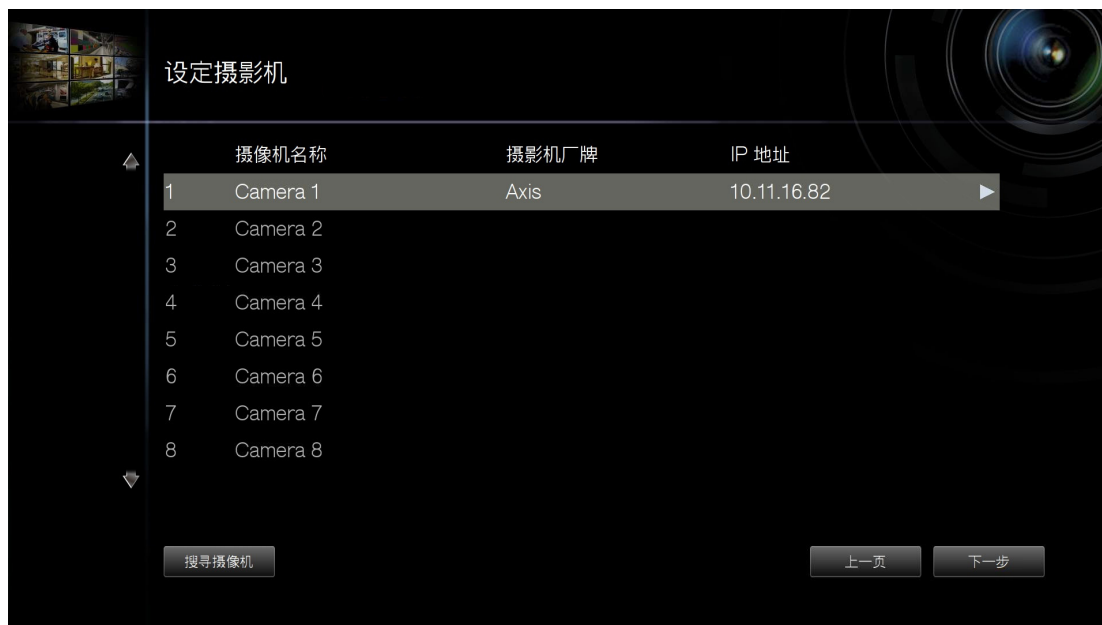 设定摄影机
摄像机名称 摄影机厂牌 IP 地址
1 Camera 1 Axis 10.11.16.82
2 Camera 2
3 Camera 3
4 Camera 4
5 Camera 5
6 Camera 6
7 Camera 7
8 Camera 8
搜寻摄像机 上一页 下一步